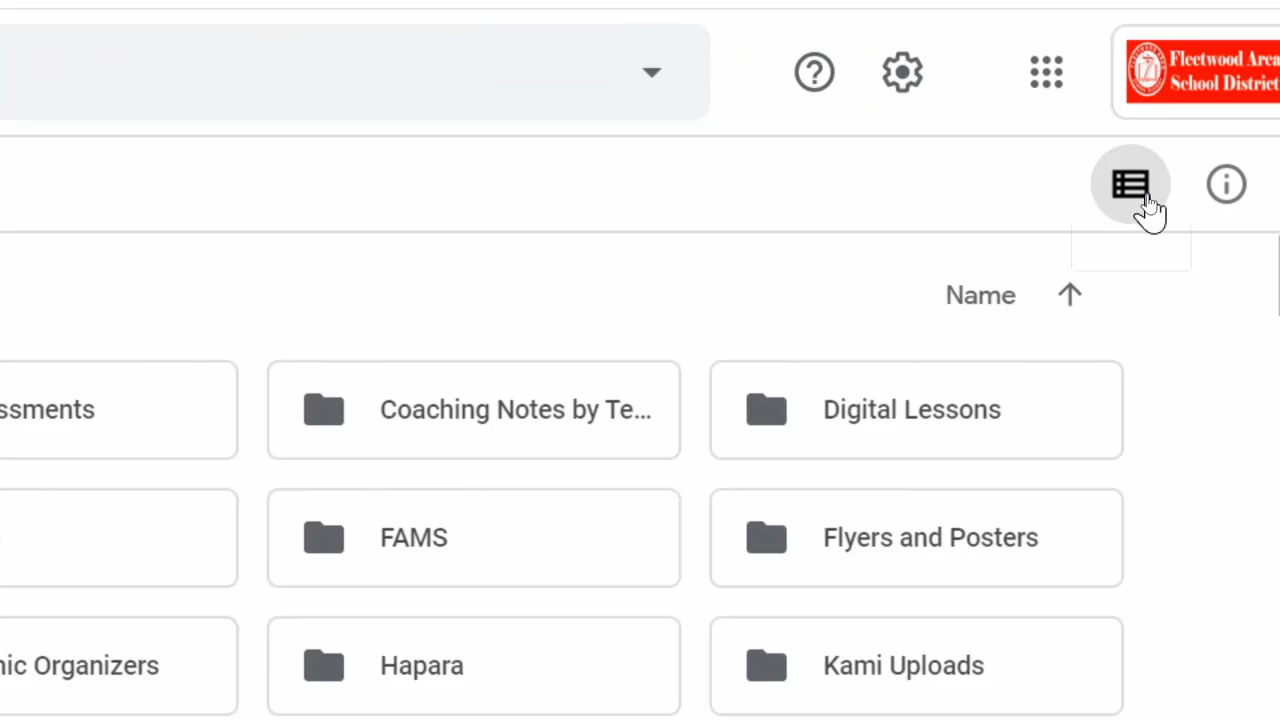 Fleetwood Area
School District
Name
ssments
Coaching Notes by Te...
Digital Lessons
FAMS
Flyers and Posters
nic Organizers
Hapara
Kami Uploads